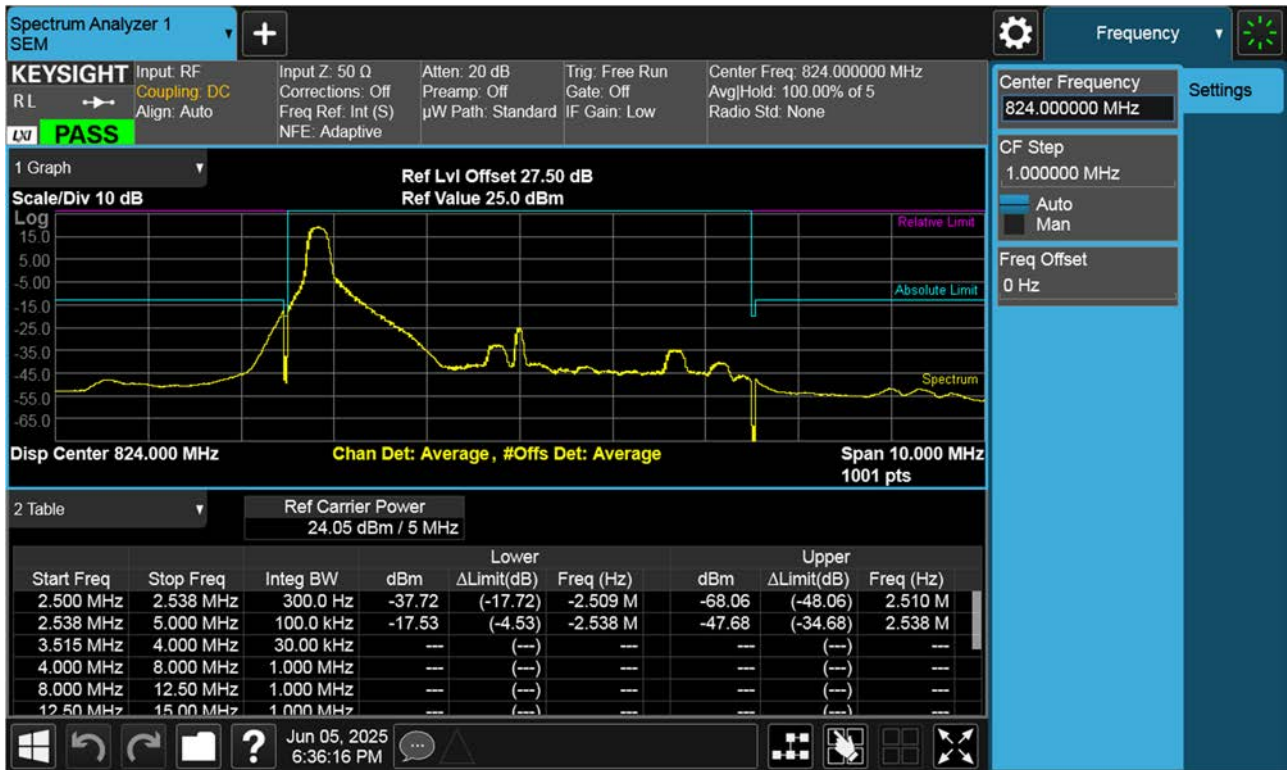 Spectrum Analyzer 1
SEM
Frequency
KEYSIGHT
RL
LXI
PASS
Input: RF
Coupling: DC
Align: Auto
Input Z: 50 Ω
Corrections: Off
Freq Ref: Int (S)
NFE: Adaptive
Atten: 20 dB
Preamp: Off
µW Path: Standard
Trig: Free Run
Gate: Off
IF Gain: Low
Center Freq: 824.000000 MHz
Avg|Hold: 100.00% of 5
Radio Std: None
Center Frequency
824.000000 MHz
Settings
CF Step
1.000000 MHz
Auto
Man
Freq Offset
0 Hz
1 Graph
Scale/Div 10 dB
Ref Lvl Offset 27.50 dB
Ref Value 25.0 dBm
Log
15.0
5.00
-5.00
-15.0
-25.0
-35.0
-45.0
-55.0
-65.0
Relative Limit
Absolute Limit
Spectrum
Disp Center 824.000 MHz
Chan Det: Average, #Offs Det: Average
Span 10.000 MHz
1001 pts
2 Table
Ref Carrier Power
24.05 dBm / 5 MHz
Lower Upper
Start Freq Stop Freq Integ BW dBm ΔLimit(dB) Freq (Hz) dBm ΔLimit(dB) Freq (Hz)
2.500 MHz 2.538 MHz 300.0 Hz -37.72 (-17.72) -2.509 M -68.06 (-48.06) 2.510 M
2.538 MHz 5.000 MHz 100.0 kHz -17.53 (-4.53) -2.538 M -47.68 (-34.68) 2.538 M
3.515 MHz 4.000 MHz 30.00 kHz --- (---) --- --- (---) ---
4.000 MHz 8.000 MHz 1.000 MHz --- (---) --- --- (---) ---
8.000 MHz 12.50 MHz 1.000 MHz --- (---) --- --- (---) ---
12.50 MHz 15.00 MHz 1.000 MHz --- (---) --- --- (---) ---
Jun 05, 2025
6:36:16 PM